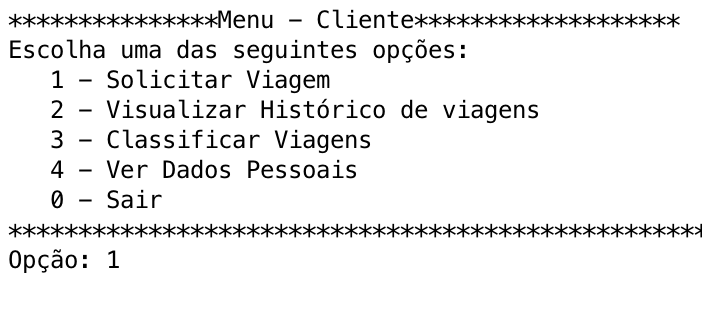 ***************Menu – Cliente*******************
Escolha uma das seguintes opções:
   1 – Solicitar Viagem
   2 – Visualizar Histórico de viagens
   3 – Classificar Viagens
   4 – Ver Dados Pessoais
   0 – Sair
**************************************************
Opção: 1